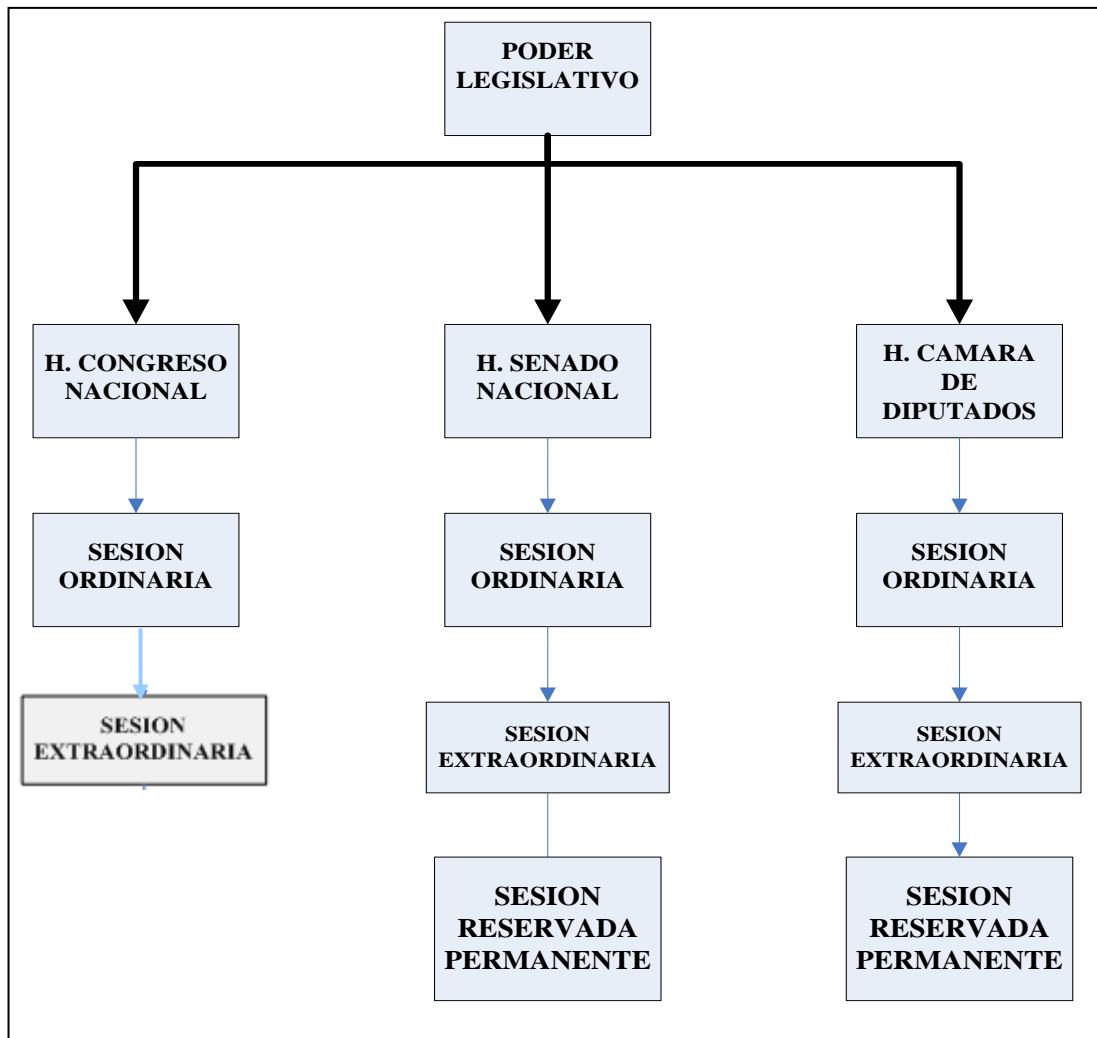 PODER
LEGISLATIVO
H. CONGRESO
NACIONAL
H. SENADO
NACIONAL
H. CAMARA
DE
DIPUTADOS
SESION
ORDINARIA
SESION
ORDINARIA
SESION
ORDINARIA
SESION
EXTRAORDINARIA
SESION
EXTRAORDINARIA
SESION
EXTRAORDINARIA
SESION
RESERVADA
PERMANENTE
SESION
RESERVADA
PERMANENTE